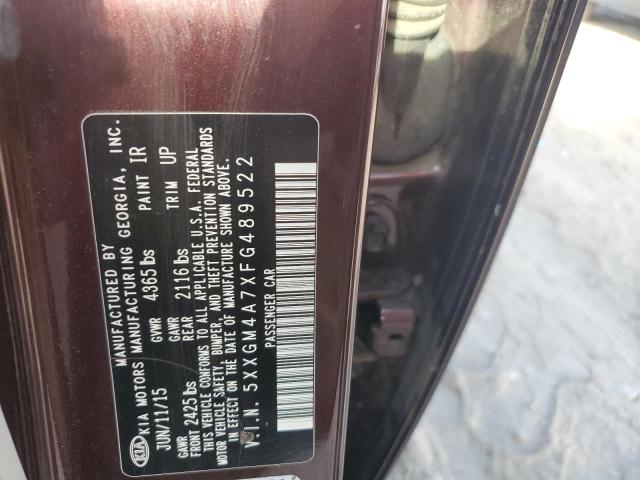 MANUFACTURED BY
KIA KIA MOTORS MANUFACTURING GEORGIA, INC.
JUN/11/15 GVWR 4365 lbs PAINT IR
GAWR FRONT 2425 lbs GAWR REAR 2116 lbs TRIM UP
THIS VEHICLE CONFORMS TO ALL APPLICABLE U.S.A. FEDERAL
MOTOR VEHICLE SAFETY, BUMPER, AND THEFT PREVENTION STANDARDS
IN EFFECT ON THE DATE OF MANUFACTURE SHOWN ABOVE.
V.I.N. 5XXGM4A7XFG489522
PASSENGER CAR